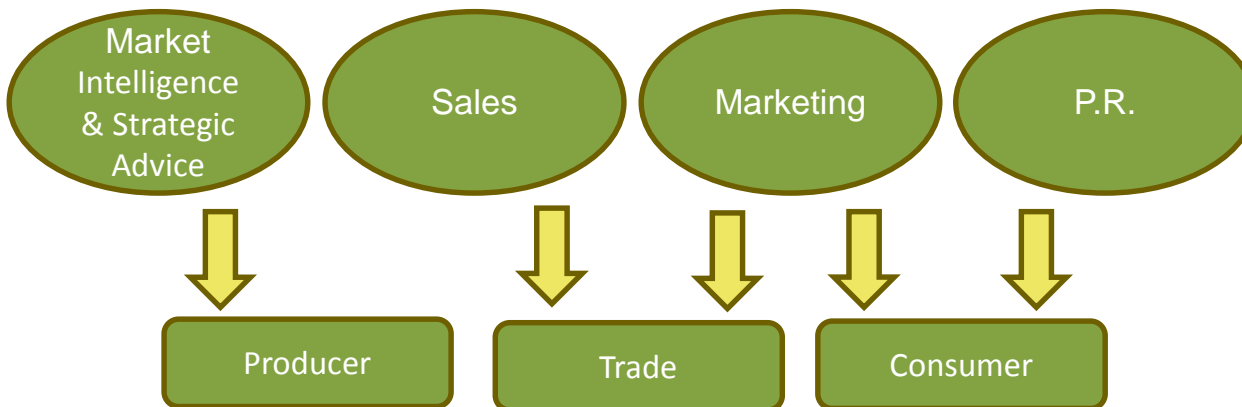 Market
Intelligence
& Strategic
Advice
Sales
Marketing
P.R.
Producer
Trade
Consumer